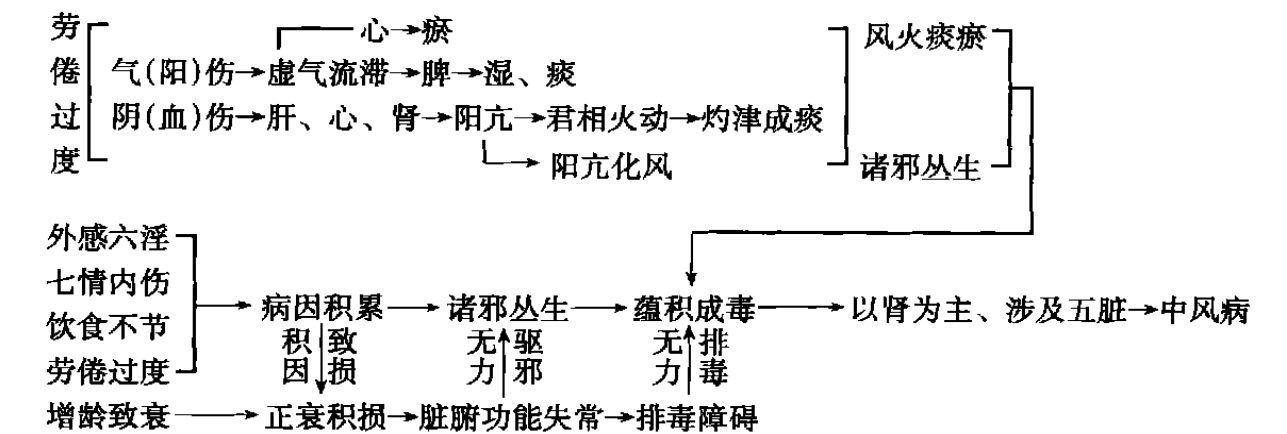 劳倦过度
心→瘀
气(阳)伤→虚气流滞→脾→湿、痰
阴(血)伤→肝、心、肾→阳亢→君相火动→灼津成痰
阳亢化风
风火痰瘀
诸邪丛生
外感六淫
七情内伤
饮食不节
劳倦过度
病因积累→诸邪丛生→蕴积成毒→以肾为主、涉及五脏→中风病
积因致损
无力驱邪
无力排毒
增龄致衰→正衰积损→脏腑功能失常→排毒障碍